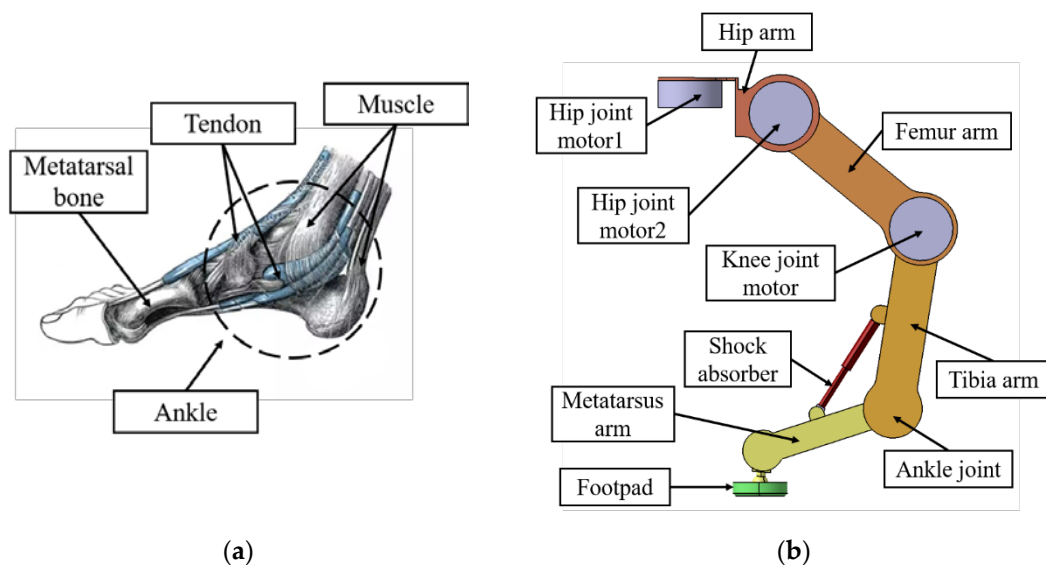 Muscle
Tendon
Metatarsal
bone
Ankle
(a)
Hip arm
Hip joint
motor1
Femur arm
Hip joint
motor2
Knee joint
motor
Shock
absorber
Tibia arm
Metatarsus
arm
Ankle joint
Footpad
(b)